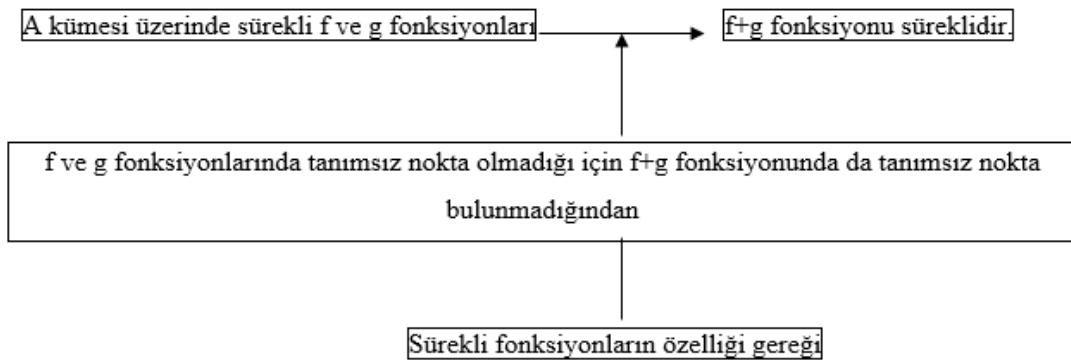 A kümesi üzerinde sürekli f ve g fonksiyonları
f+g fonksiyonu süreklidir.
f ve g fonksiyonlarında tanımsız nokta olmadığı için f+g fonksiyonunda da tanımsız nokta
bulunmadığından
Sürekli fonksiyonların özelliği gereği